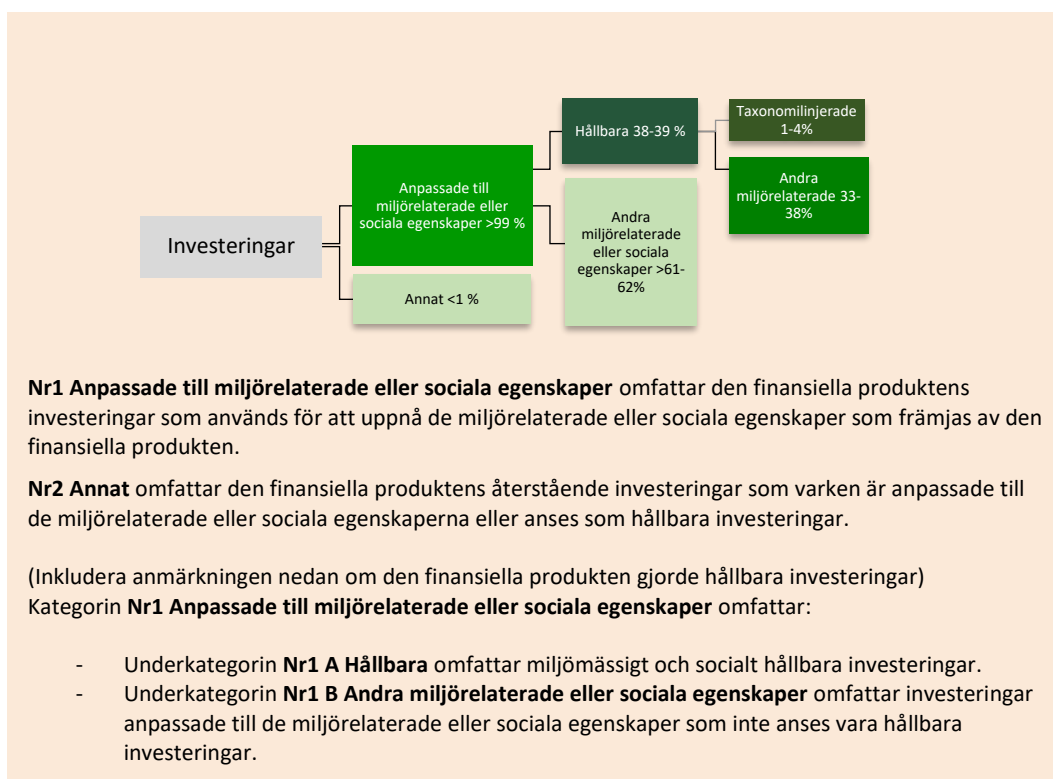 Investeringar
Anpassade till
miljörelaterade eller
sociala egenskaper >99 %
Annat <1 %
Hållbara 38-39 %
Andra
miljörelaterade
eller sociala
egenskaper >61-
62%
Taxonomilinjerade
1-4%
Andra
miljörelaterade 33-
38%
Nr1 Anpassade till miljörelaterade eller sociala egenskaper omfattar den finansiella produktens
investeringar som används för att uppnå de miljörelaterade eller sociala egenskaper som främjas av den
finansiella produkten.
Nr2 Annat omfattar den finansiella produktens återstående investeringar som varken är anpassade till
de miljörelaterade eller sociala egenskaperna eller anses som hållbara investeringar.
(Inkludera anmärkningen nedan om den finansiella produkten gjorde hållbara investeringar)
Kategorin Nr1 Anpassade till miljörelaterade eller sociala egenskaper omfattar:
- Underkategorin Nr1 A Hållbara omfattar miljömässigt och socialt hållbara investeringar.
- Underkategorin Nr1 B Andra miljörelaterade eller sociala egenskaper omfattar investeringar
anpassade till de miljörelaterade eller sociala egenskaper som inte anses vara hållbara
investeringar.